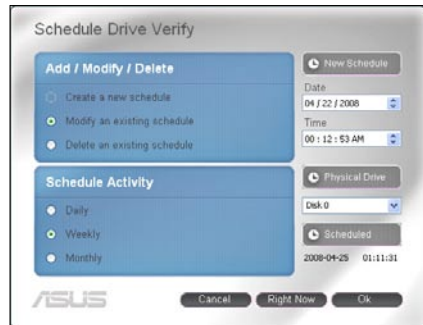 Schedule Drive Verify
Add / Modify / Delete
Create a new schedule
Modify an existing schedule
Delete an existing schedule
New Schedule
Date
04 / 22 / 2008
Time
00 : 12 : 53 AM
Schedule Activity
Daily
Weekly
Monthly
Physical Drive
Disk 0
Scheduled
2008-04-25 01:11:31
ASUS
Cancel
Right Now
Ok